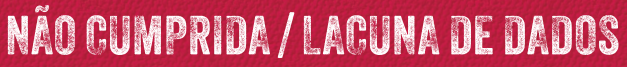 NÃO CUMPRIDA / LACUNA DE DADOS